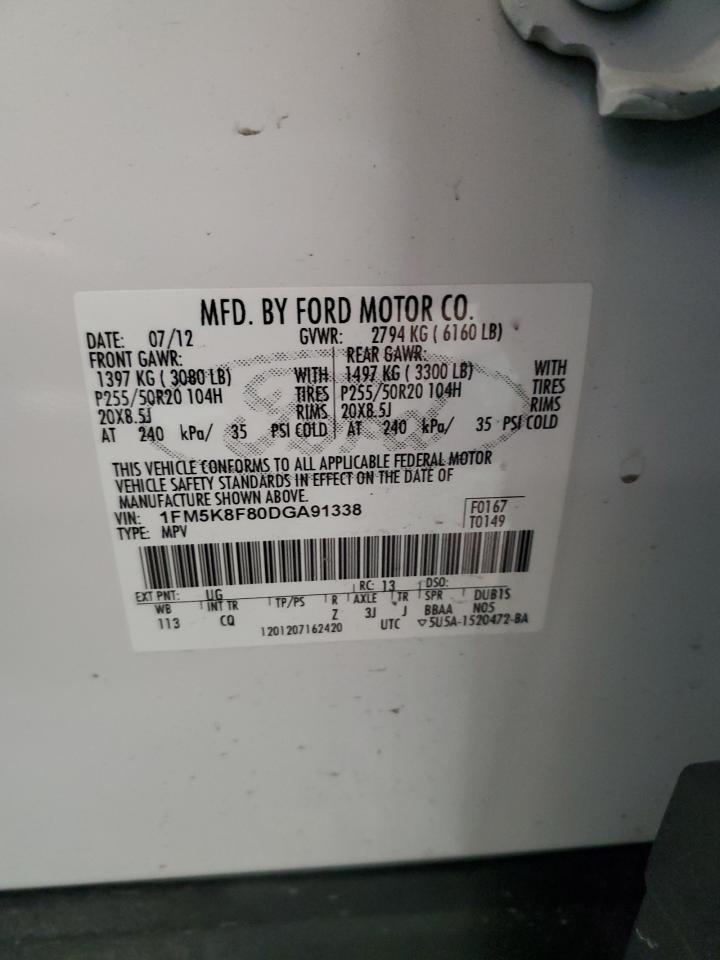 MFD. BY FORD MOTOR CO.
DATE: 07/12 GVWR: 2794 KG ( 6160 LB)
FRONT GAWR: REAR GAWR:
1397 KG ( 3080 LB) WITH 1497 KG ( 3300 LB) WITH
P255/50R20 104H TIRES P255/50R20 104H TIRES
20X8.5J RIMS 20X8.5J RIMS
AT 240 kPa/ 35 PSI COLD AT 240 kPa/ 35 PSI COLD
THIS VEHICLE CONFORMS TO ALL APPLICABLE FEDERAL MOTOR
VEHICLE SAFETY STANDARDS IN EFFECT ON THE DATE OF
MANUFACTURE SHOWN ABOVE.
VIN: 1FM5K8F80DGA91338 F0167
TYPE: MPV T0149
EXT PNT: UG RC: 13 DSO:
WB INT TR TP/PS R AXLE TR SPR DUB1S
113 CQ Z 3J J BBAA N05
1201207162420 UTC ▽5U5A-1520472-BA